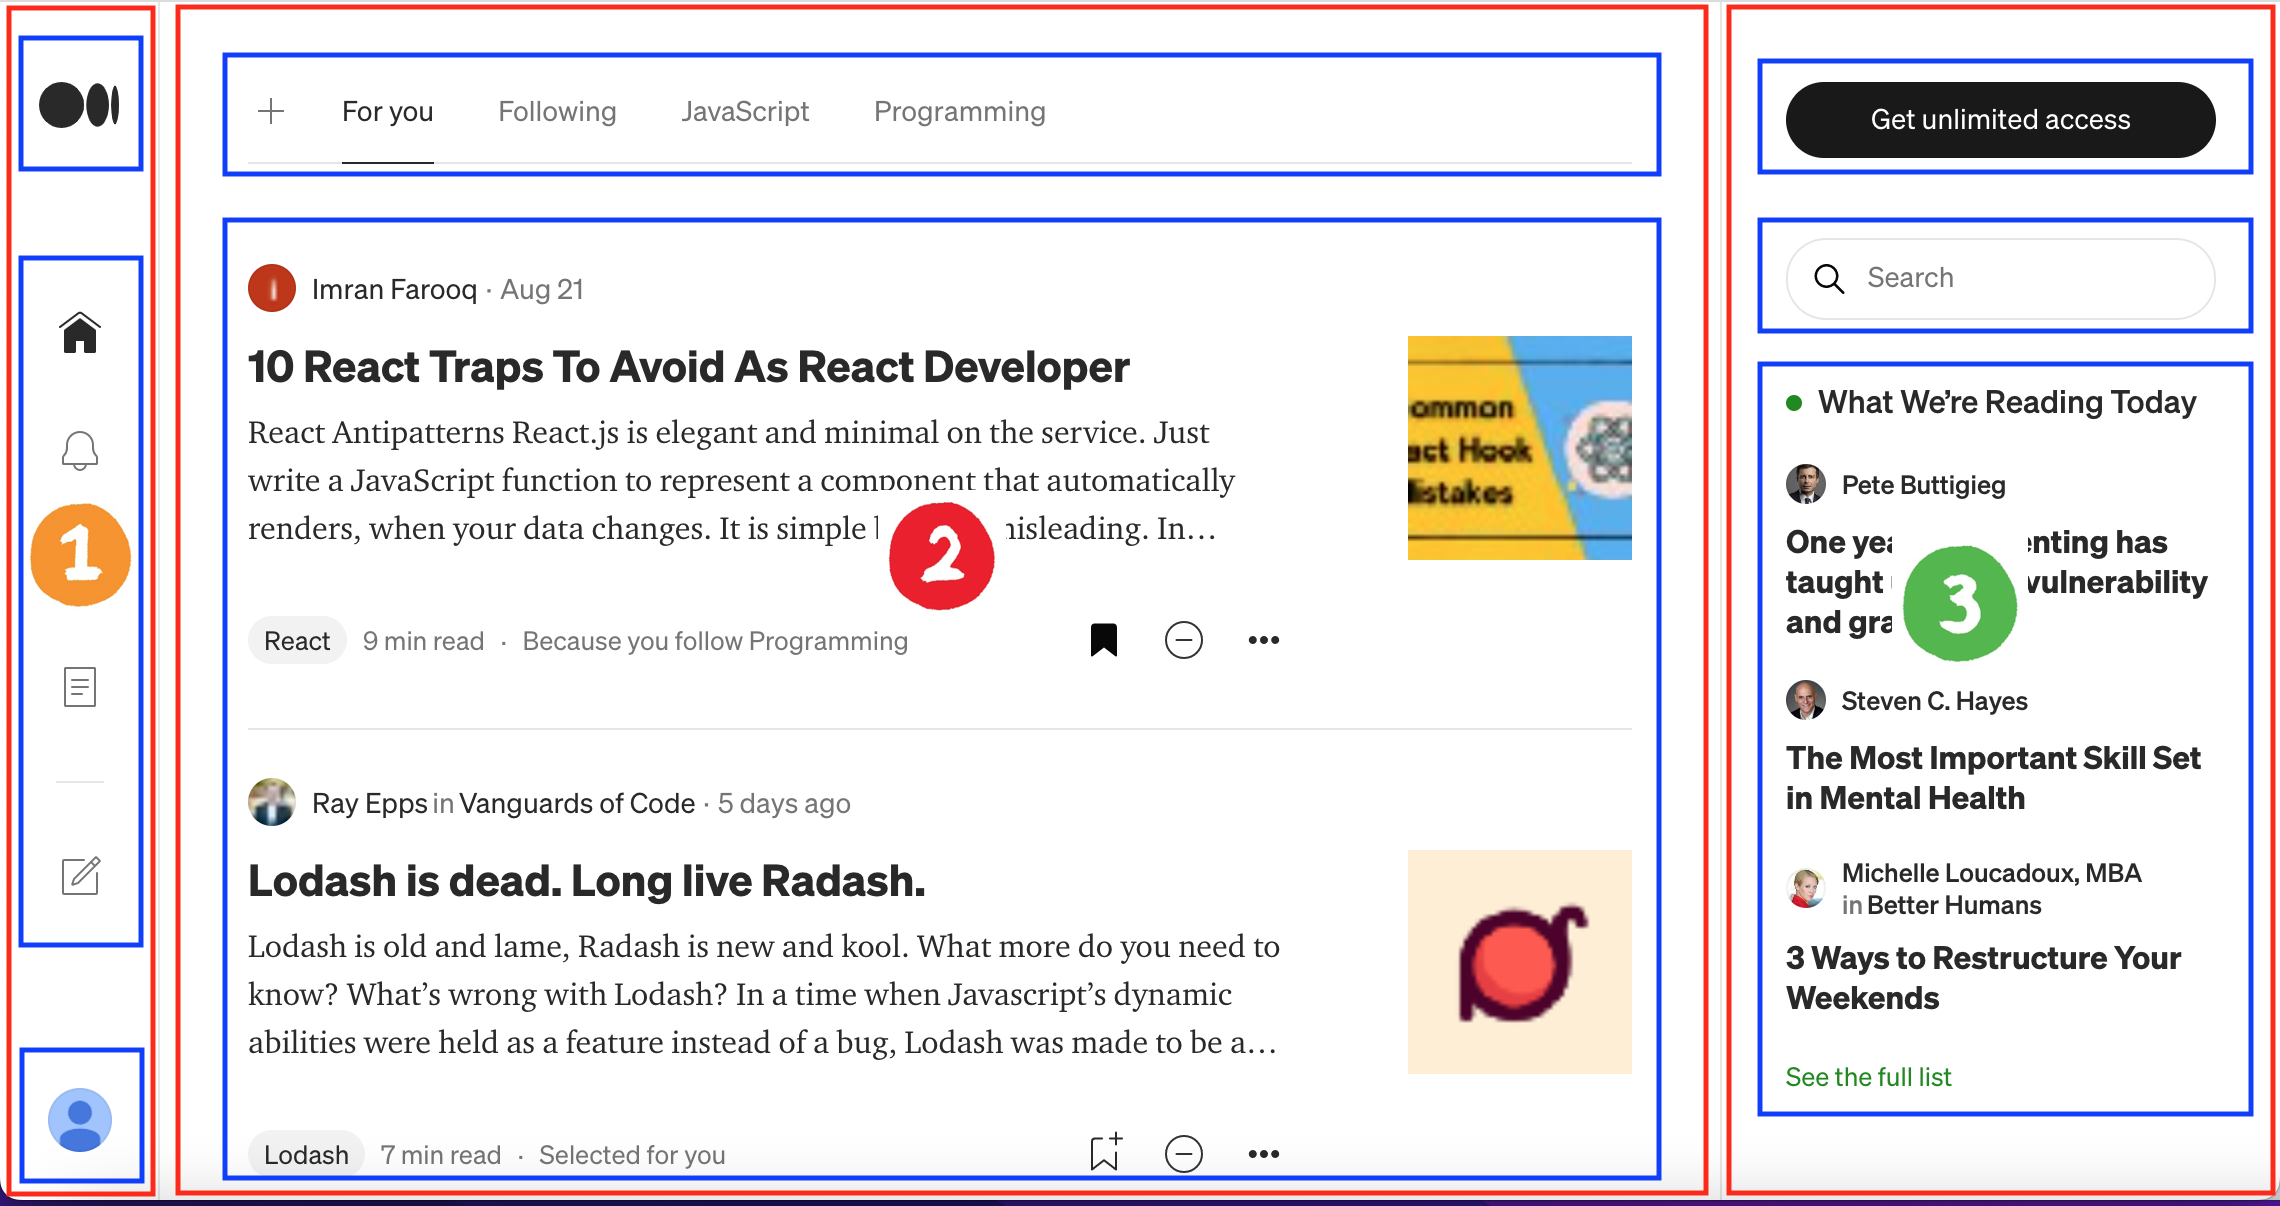 For you
Following
JavaScript
Programming
Imran Farooq · Aug 21
10 React Traps To Avoid As React Developer
React Antipatterns React.js is elegant and minimal on the service. Just
write a JavaScript function to represent a component that automatically
renders, when your data changes. It is simple misleading. In…
ommon
act Hook
istakes
React 9 min read · Because you follow Programming
Ray Epps in Vanguards of Code · 5 days ago
Lodash is dead. Long live Radash.
Lodash is old and lame, Radash is new and kool. What more do you need to
know? What’s wrong with Lodash? In a time when Javascript’s dynamic
abilities were held as a feature instead of a bug, Lodash was made to be a…
Lodash 7 min read · Selected for you
1
2
3
Get unlimited access
Search
What We’re Reading Today
Pete Buttigieg
One has
taught vulnerability
and
Steven C. Hayes
The Most Important Skill Set
in Mental Health
Michelle Loucadoux, MBA
in Better Humans
3 Ways to Restructure Your
Weekends
See the full list